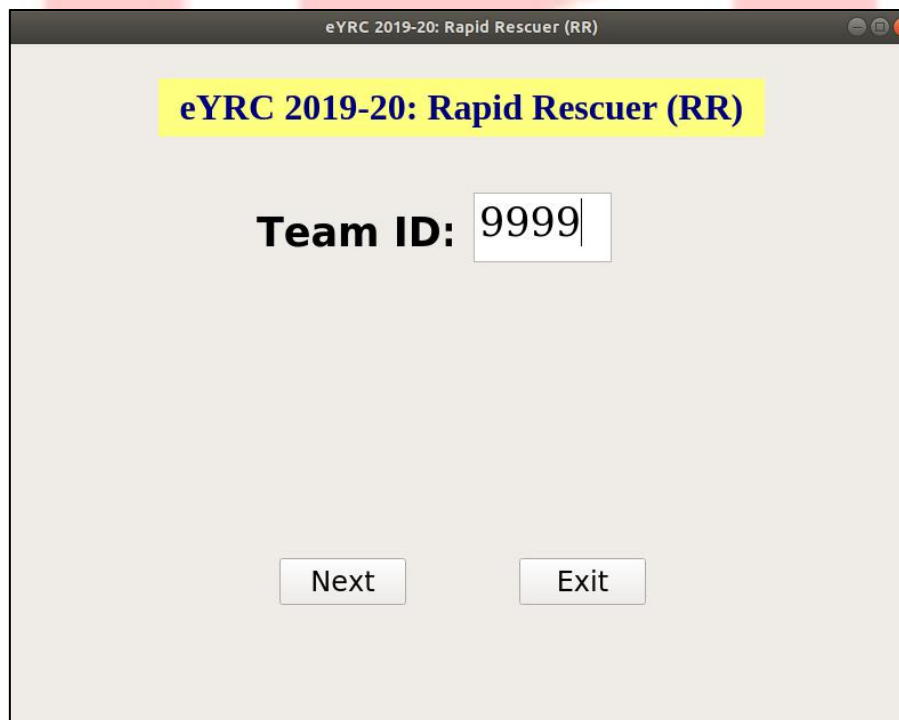 eYRC 2019-20: Rapid Rescuer (RR)
eYRC 2019-20: Rapid Rescuer (RR)
Team ID: 9999
Next Exit